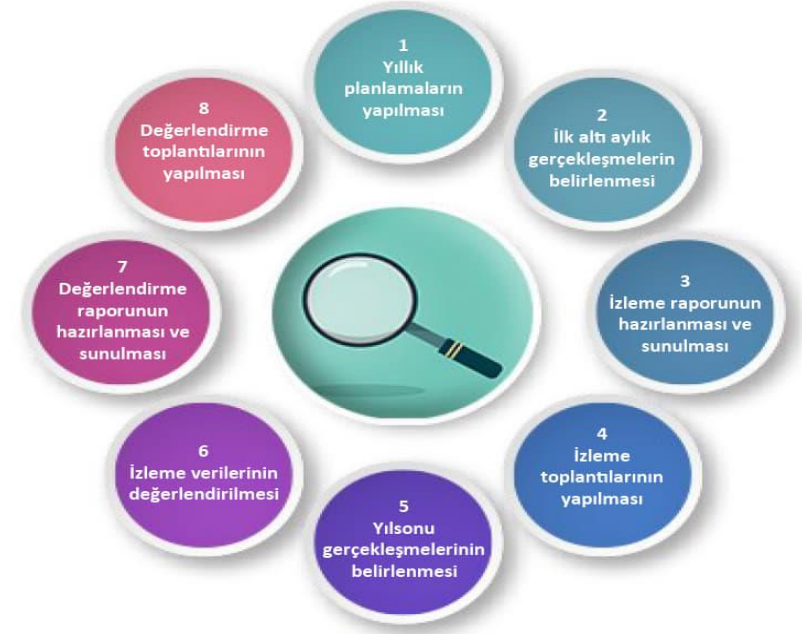 1
Yıllık
planlamaların
yapılması
2
İlk altı aylık
gerçekleşmelerin
belirlenmesi
3
İzleme raporunun
hazırlanması ve
sunulması
4
İzleme
toplantılarının
yapılması
5
Yılsonu
gerçekleşmelerinin
belirlenmesi
6
İzleme verilerinin
değerlendirilmesi
7
Değerlendirme
raporunun
hazırlanması ve
sunulması
8
Değerlendirme
toplantılarının
yapılması